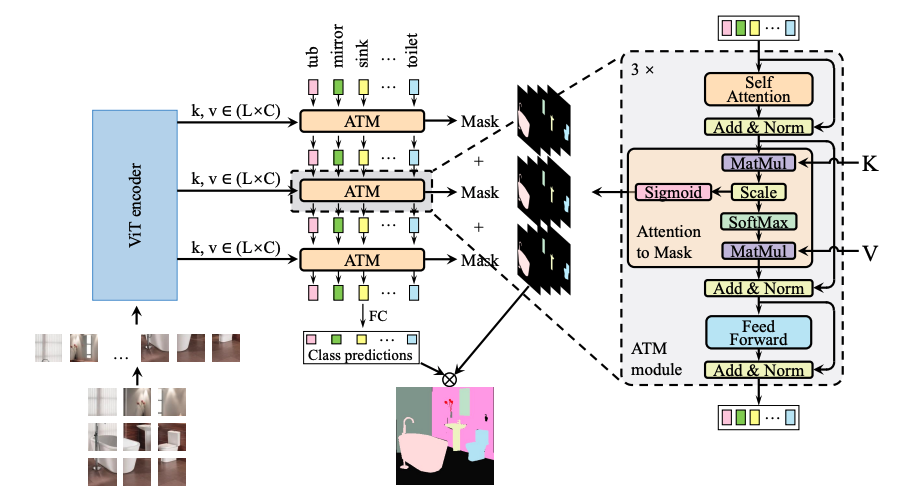 tub
mirror
sink
...
toilet
k, v ∈ (L×C)
ATM
Mask
...
+
k, v ∈ (L×C)
ATM
Mask
...
+
k, v ∈ (L×C)
ATM
Mask
...
FC
...
Class predictions
ViT encoder
...
...
3 ×
Self
Attention
Add & Norm
MatMul
K
Sigmoid
Scale
SoftMax
Attention
to Mask
MatMul
V
Add & Norm
Feed
Forward
ATM
module
Add & Norm
...